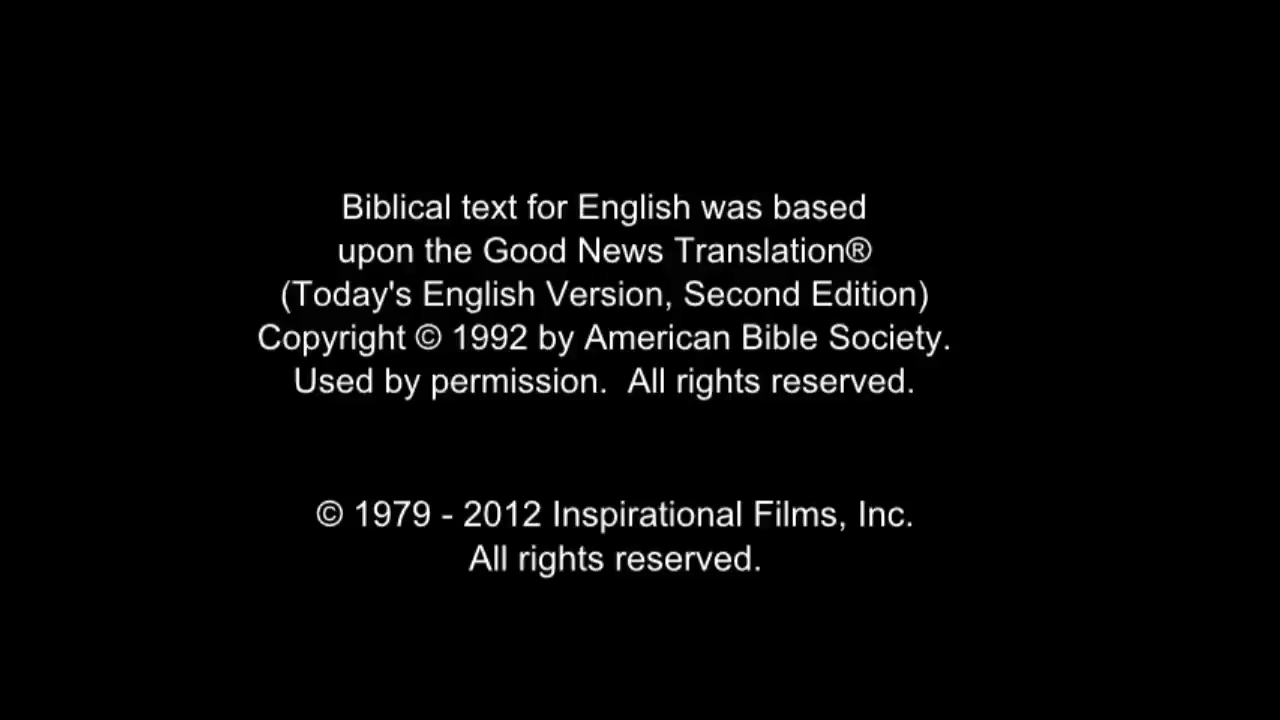 Biblical text for English was based
upon the Good News Translation®
(Today's English Version, Second Edition)
Copyright © 1992 by American Bible Society.
Used by permission.  All rights reserved.
© 1979 - 2012 Inspirational Films, Inc.
All rights reserved.